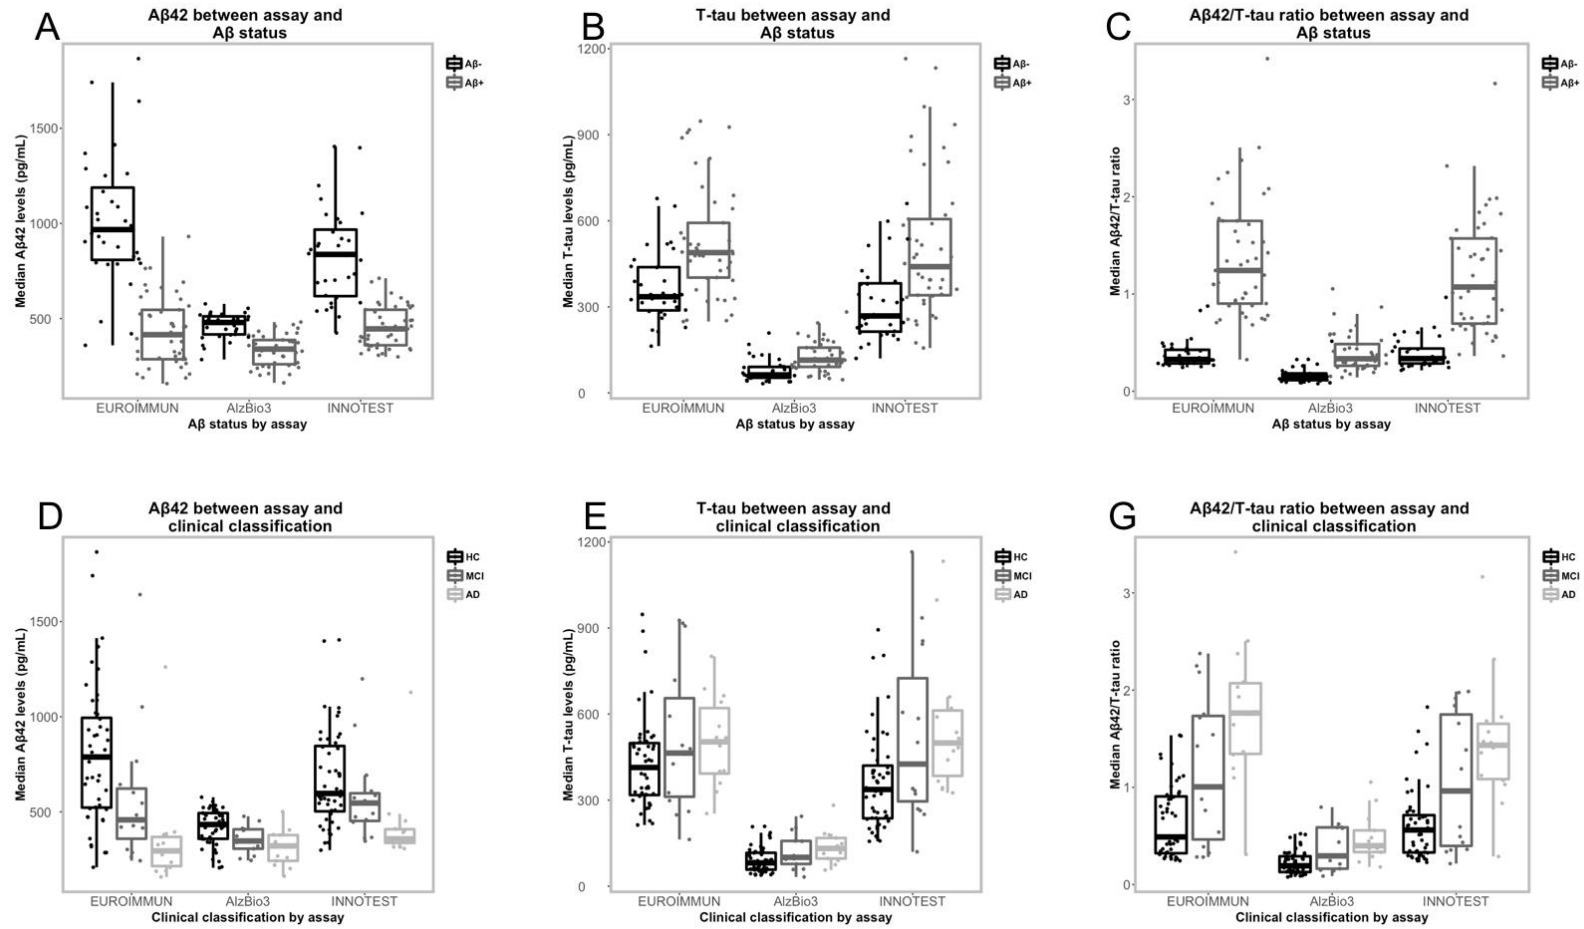 A
Aβ42 between assay and
Aβ status
Median Aβ42 levels (pg/mL)
1500
1000
500
EUROIMMUN
AlzBio3
INNOTEST
Aβ status by assay
Aβ-
Aβ+
B
T-tau between assay and
Aβ status
Median T-tau levels (pg/mL)
1200
900
600
300
0
EUROIMMUN
AlzBio3
INNOTEST
Aβ status by assay
Aβ-
Aβ+
C
Aβ42/T-tau ratio between assay and
Aβ status
Median Aβ42/T-tau ratio
3
2
1
0
EUROIMMUN
AlzBio3
INNOTEST
Aβ status by assay
Aβ-
Aβ+
D
Aβ42 between assay and
clinical classification
Median Aβ42 levels (pg/mL)
1500
1000
500
EUROIMMUN
AlzBio3
INNOTEST
Clinical classification by assay
HC
MCI
AD
E
T-tau between assay and
clinical classification
Median T-tau levels (pg/mL)
1200
900
600
300
0
EUROIMMUN
AlzBio3
INNOTEST
Clinical classification by assay
HC
MCI
AD
G
Aβ42/T-tau ratio between assay and
clinical classification
Median Aβ42/T-tau ratio
3
2
1
0
EUROIMMUN
AlzBio3
INNOTEST
Clinical classification by assay
HC
MCI
AD